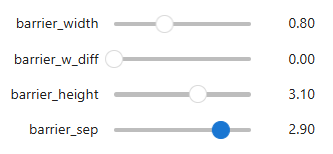 barrier_width 0.80
barrier_w_diff 0.00
barrier_height 3.10
barrier_sep 2.90